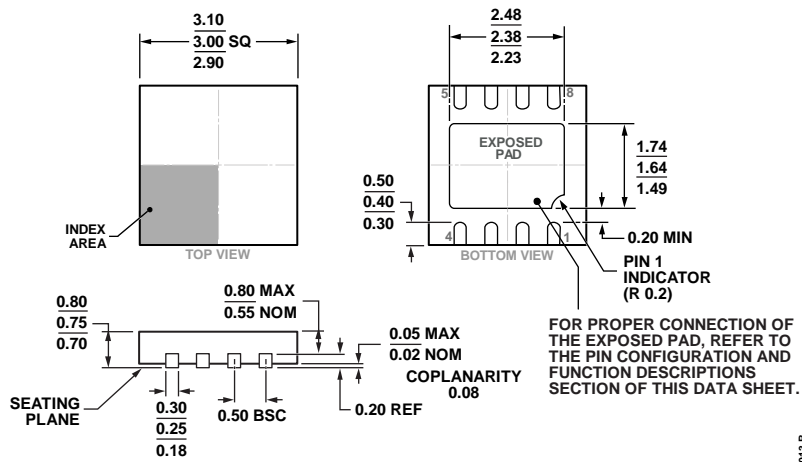 3.10
3.00 SQ
2.90
2.48
2.38
2.23
5
8
EXPOSED
PAD
1.74
1.64
1.49
0.50
0.40
0.30
INDEX
AREA
TOP VIEW
4
1
BOTTOM VIEW
0.20 MIN
PIN 1
INDICATOR
(R 0.2)
0.80
0.75
0.70
0.80 MAX
0.55 NOM
0.05 MAX
0.02 NOM
COPLANARITY
0.08
SEATING
PLANE
0.30
0.25
0.18
0.50 BSC
0.20 REF
FOR PROPER CONNECTION OF
THE EXPOSED PAD, REFER TO
THE PIN CONFIGURATION AND
FUNCTION DESCRIPTIONS
SECTION OF THIS DATA SHEET.